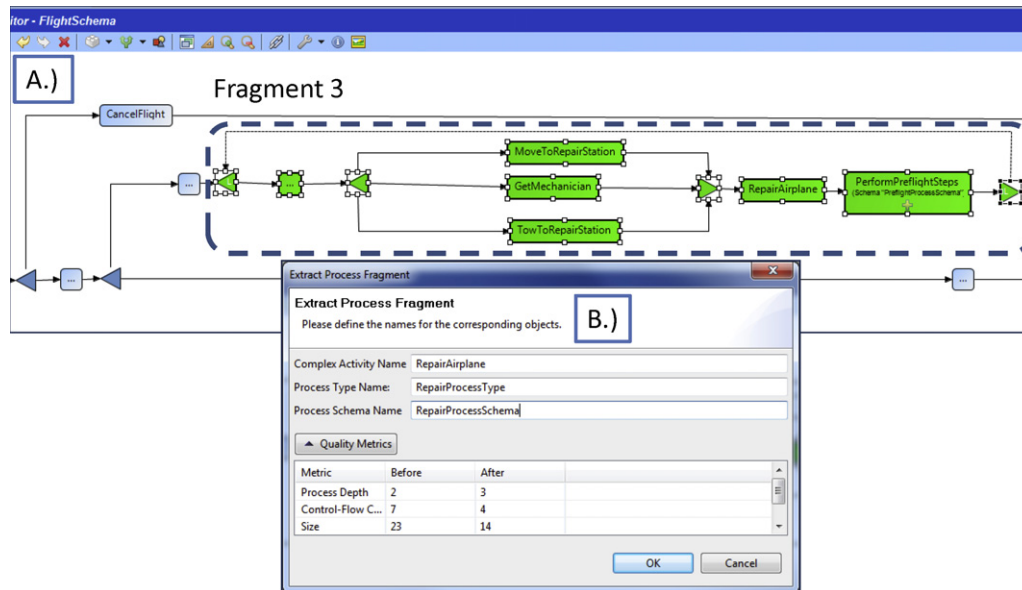 itor - FlightSchema
A.)
Fragment 3
CancelFlight
MoveToRepairStation
...
...
GetMechanician
RepairAirplane
PerformPreflightSteps
(Schema "PreflightProcessSchema")
TowToRepairStation
...
...
Extract Process Fragment
Extract Process Fragment
Please define the names for the corresponding objects.
B.)
Complex Activity Name RepairAirplane
Process Type Name: RepairProcessType
Process Schema Name RepairProcessSchema
Quality Metrics
Metric Before After
Process Depth 2 3
Control-Flow C... 7 4
Size 23 14
OK Cancel